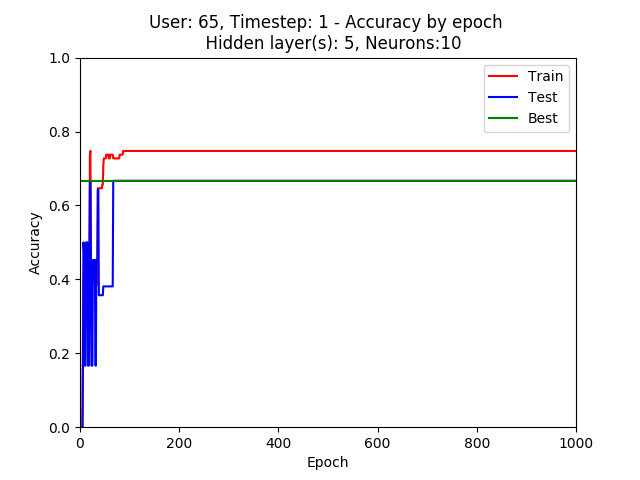 User: 65, Timestep: 1 - Accuracy by epoch
Hidden layer(s): 5, Neurons:10
1.0
0.8
0.6
0.4
0.2
0.0
Accuracy
Train
Test
Best
0
200
400
600
800
1000
Epoch